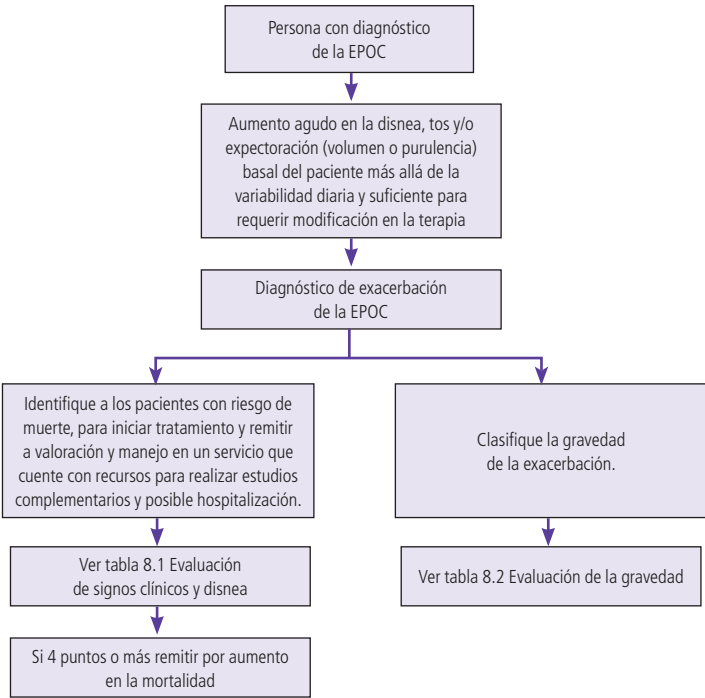 Persona con diagnóstico
de la EPOC
Aumento agudo en la disnea, tos y/o
expectoración (volumen o purulencia)
basal del paciente más allá de la
variabilidad diaria y suficiente para
requerir modificación en la terapia
Diagnóstico de exacerbación
de la EPOC
Identifique a los pacientes con riesgo de
muerte, para iniciar tratamiento y remitir
a valoración y manejo en un servicio que
cuente con recursos para realizar estudios
complementarios y posible hospitalización.
Ver tabla 8.1 Evaluación
de signos clínicos y disnea
Si 4 puntos o más remitir por aumento
en la mortalidad
Clasifique la gravedad
de la exacerbación.
Ver tabla 8.2 Evaluación de la gravedad